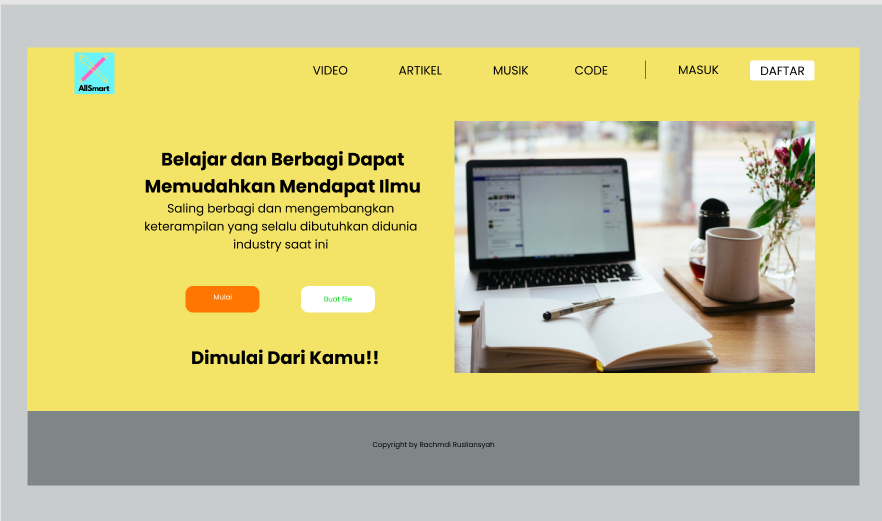 AllSmart
VIDEO
ARTIKEL
MUSIK
CODE
MASUK
DAFTAR
Belajar dan Berbagi Dapat
Memudahkan Mendapat Ilmu
Saling berbagi dan mengembangkan
keterampilan yang selalu dibutuhkan didunia
industry saat ini
Mulai
Buat file
Dimulai Dari Kamu!!
Copyright by Rachmdi Rusliansyah